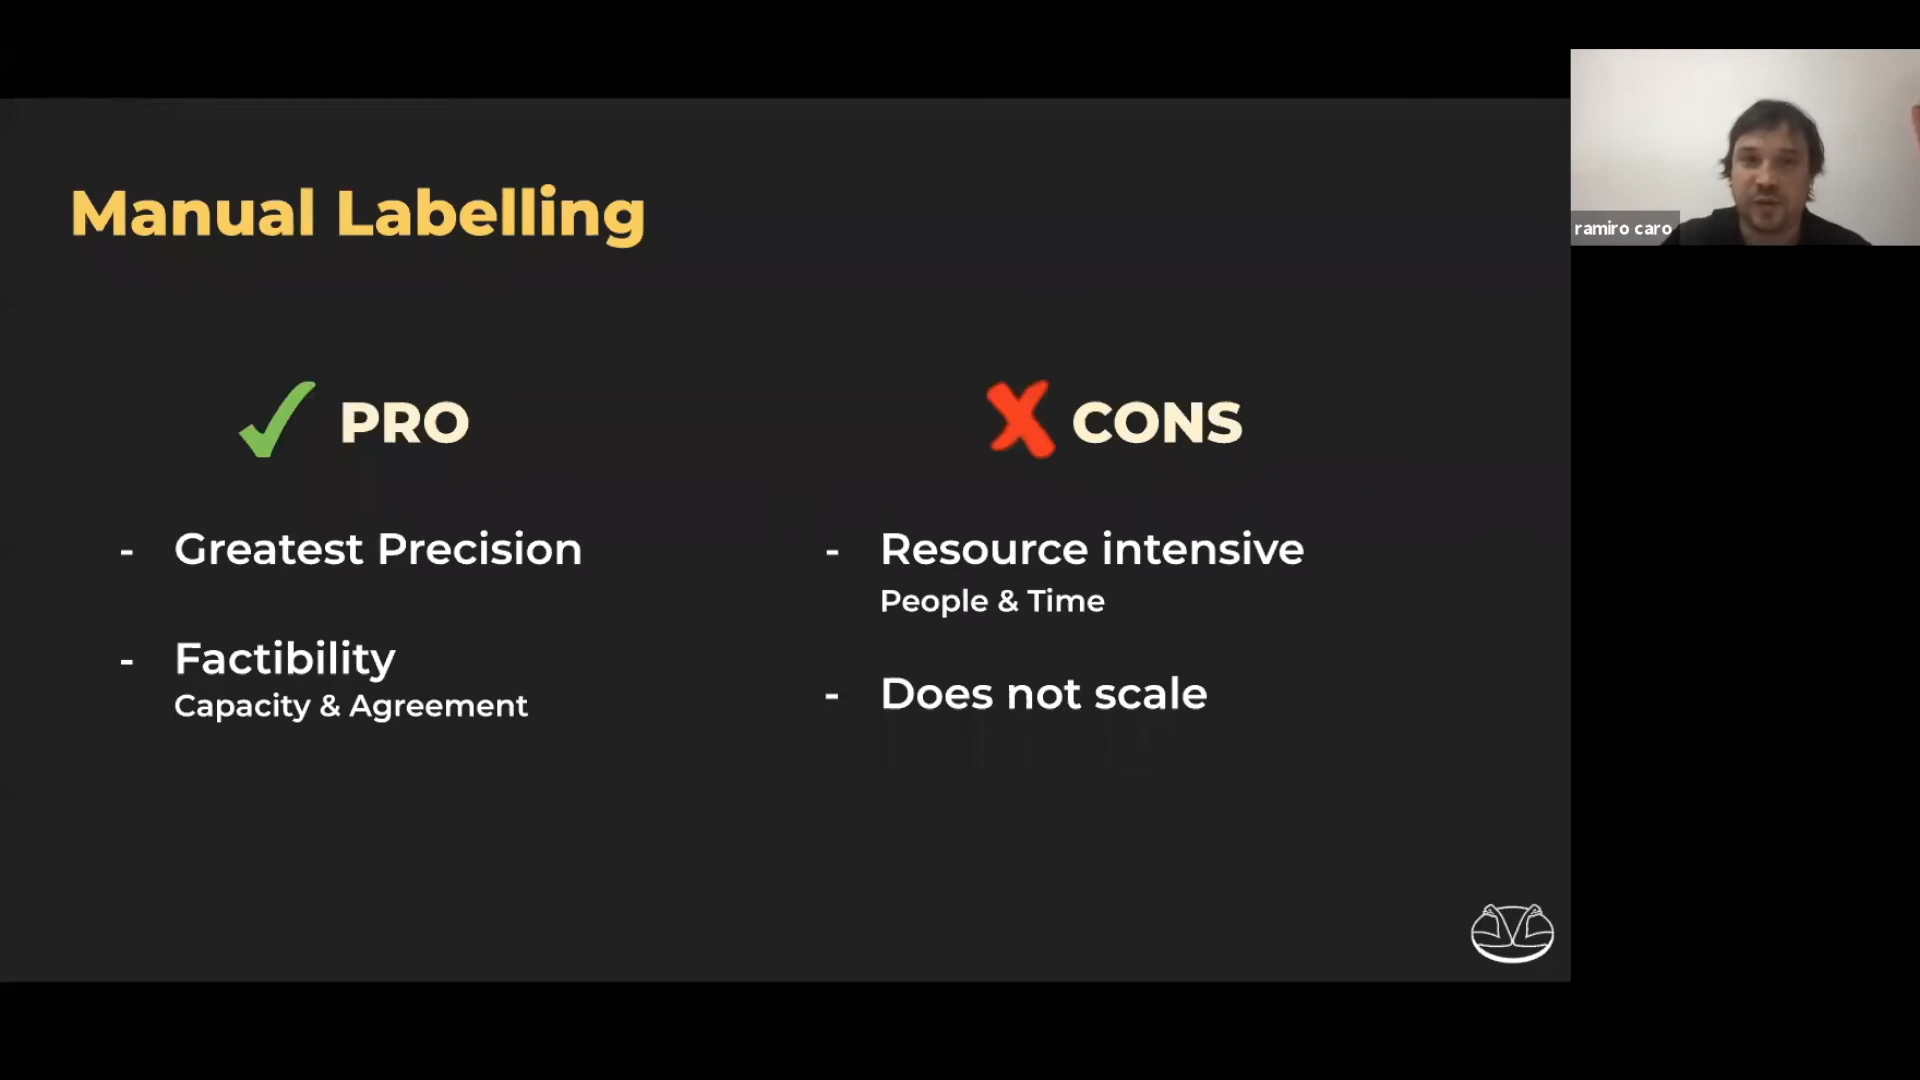 Manual Labelling
ramiro caro
PRO
- Greatest Precision
- Factibility
Capacity & Agreement
CONS
- Resource intensive
People & Time
- Does not scale